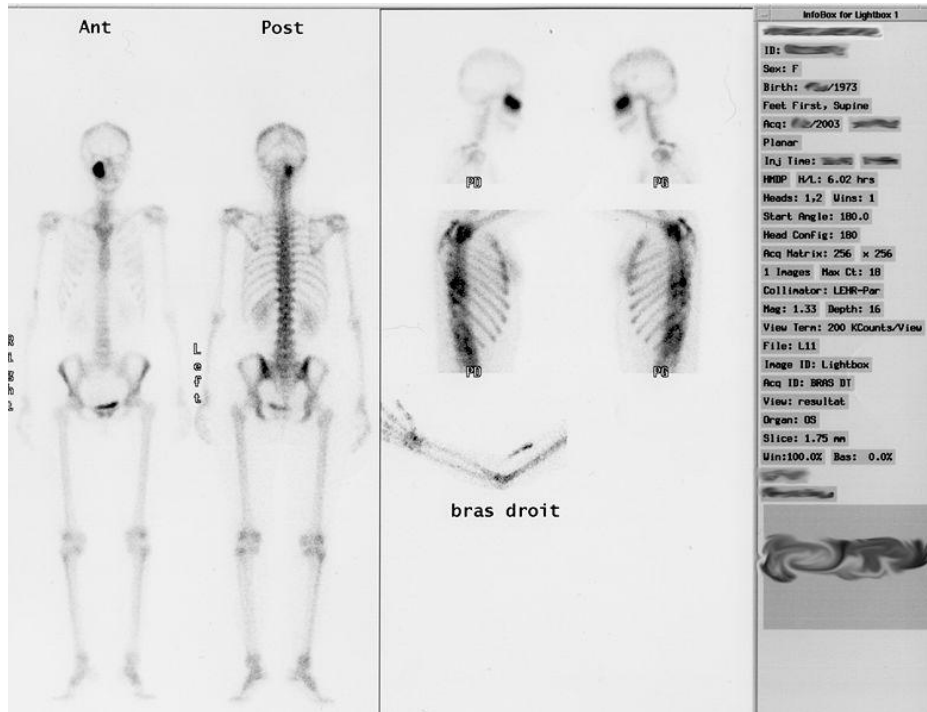 Ant Post
Left
PD PG
PD PG
bras droit
InfoBox for Lightbox 1
ID:
Sex: F
Birth: /1973
Feet First, Supine
Acq: /2003
Planar
Inj Time:
HMDP H/L: 6.02 hrs
Heads: 1,2 Wins: 1
Start Angle: 180.0
Head Config: 180
Acq Matrix: 256 x 256
1 Images Max Ct: 18
Collimator: LEHR-Par
Mag: 1.33 Depth: 16
View Term: 200 KCounts/View
File: L11
Image ID: Lightbox
Acq ID: BRAS DT
View: resultat
Organ: OS
Slice: 1.75 mm
Win:100.0% Bas: 0.0%